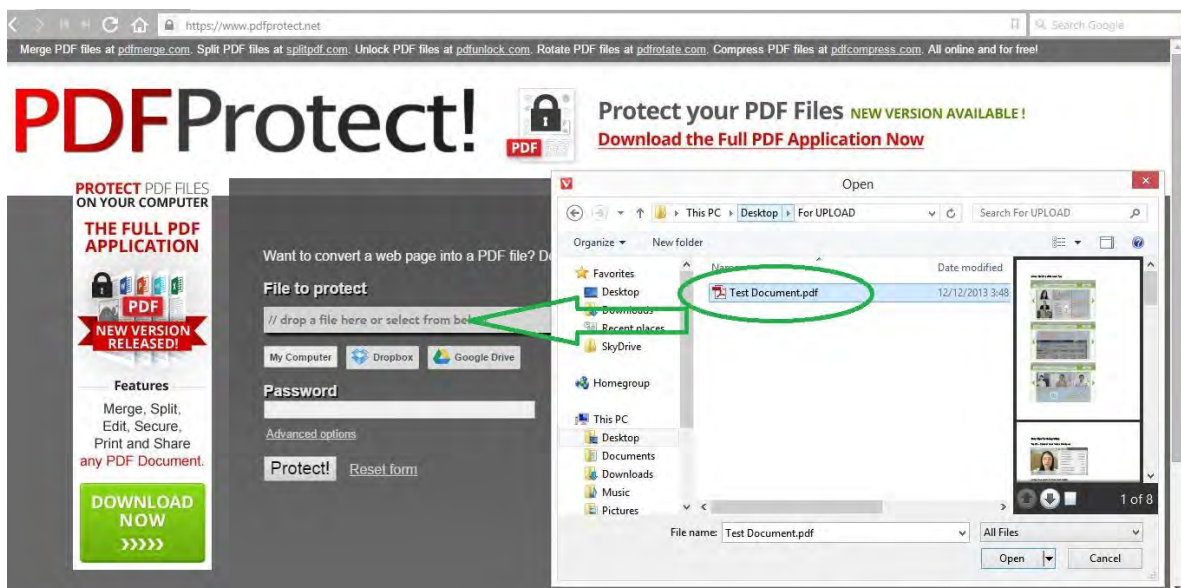 https://www.pdfprotect.net
Search Google
Merge PDF files at pdfmerge.com. Split PDF files at splitpdf.com. Unlock PDF files at pdfunlock.com. Rotate PDF files at pdfrotate.com. Compress PDF files at pdfcompress.com. All online and for free!
PDFProtect!
PDF
Protect your PDF Files NEW VERSION AVAILABLE !
Download the Full PDF Application Now
PROTECT PDF FILES
ON YOUR COMPUTER
THE FULL PDF
APPLICATION
PDF
NEW VERSION
RELEASED!
Features
Merge, Split,
Edit, Secure,
Print and Share
any PDF Document.
DOWNLOAD
NOW
>>>>>
Want to convert a web page into a PDF file?
File to protect
// drop a file here or select from
My Computer
Dropbox
Google Drive
Password
Advanced options
Protect!
Reset form
Open
This PC
Desktop
For UPLOAD
Search For UPLOAD
Organize
New folder
Favorites
Desktop
Downloads
Recent places
SkyDrive
Homegroup
This PC
Desktop
Documents
Downloads
Music
Pictures
Name
Date modified
Test Document.pdf
12/12/2013 3:48
1 of 8
File name: Test Document.pdf
All Files
Open
Cancel